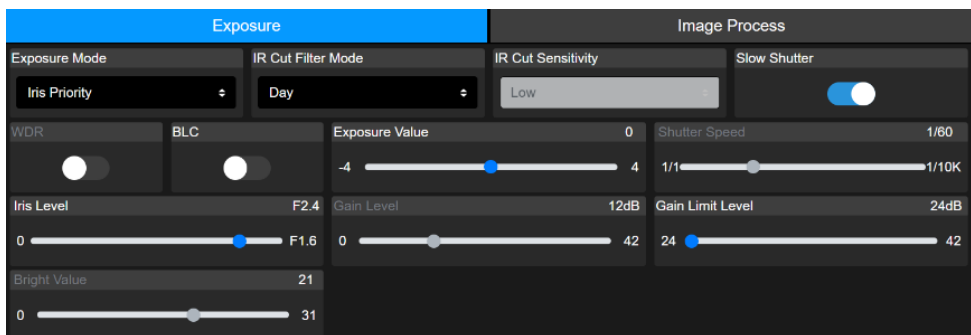 Exposure
Image Process
Exposure Mode
IR Cut Filter Mode
IR Cut Sensitivity
Slow Shutter
Iris Priority
Day
Low
WDR
BLC
Exposure Value 0
Shutter Speed 1/60
-4 4
1/1 1/10K
Iris Level F2.4
Gain Level 12dB
Gain Limit Level 24dB
0 F1.6
0 42
24 42
Bright Value 21
0 31